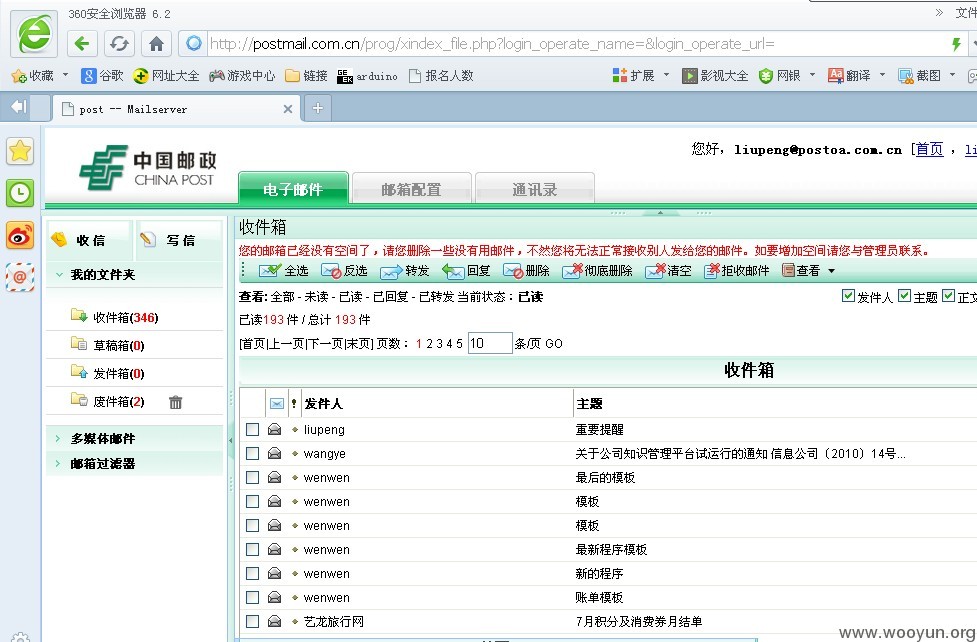 360安全浏览器 6.2
» 文件
http://postmail.com.cn/prog/xindex_file.php?login_operate_name=&login_operate_url=
收藏 谷歌 网址大全 游戏中心 链接 arduino 报名人数 扩展 影视大全 网银 翻译 截图
post -- Mailserver
中国邮政
CHINA POST
您好，liupeng@postoa.com.cn [首页 , li
电子邮件 邮箱配置 通讯录
收信 写信
我的文件夹
收件箱(346)
草稿箱(0)
发件箱(0)
废件箱(2)
多媒体邮件
邮箱过滤器
收件箱
您的邮箱已经没有空间了，请您删除一些没有用邮件，不然您将无法正常接收别人发给您的邮件。如要增加空间请您与管理员联系。
全选 反选 转发 回复 删除 彻底删除 清空 拒收邮件 查看
查看: 全部 - 未读 - 已读 - 已回复 - 已转发 当前状态：已读
发件人 主题 正文
已读193 件 / 总计 193 件
[首页|上一页|下一页|末页] 页数： 1 2 3 4 5 10 条/页 GO
收件箱
! 发件人 主题
liupeng 重要提醒
wangye 关于公司知识管理平台试运行的通知 信息公司〔2010〕14号...
wenwen 最后的模板
wenwen 模板
wenwen 模板
wenwen 最新程序模板
wenwen 新的程序
wenwen 账单模板
艺龙旅行网 7月积分及消费券月结单
www.wooyun.org